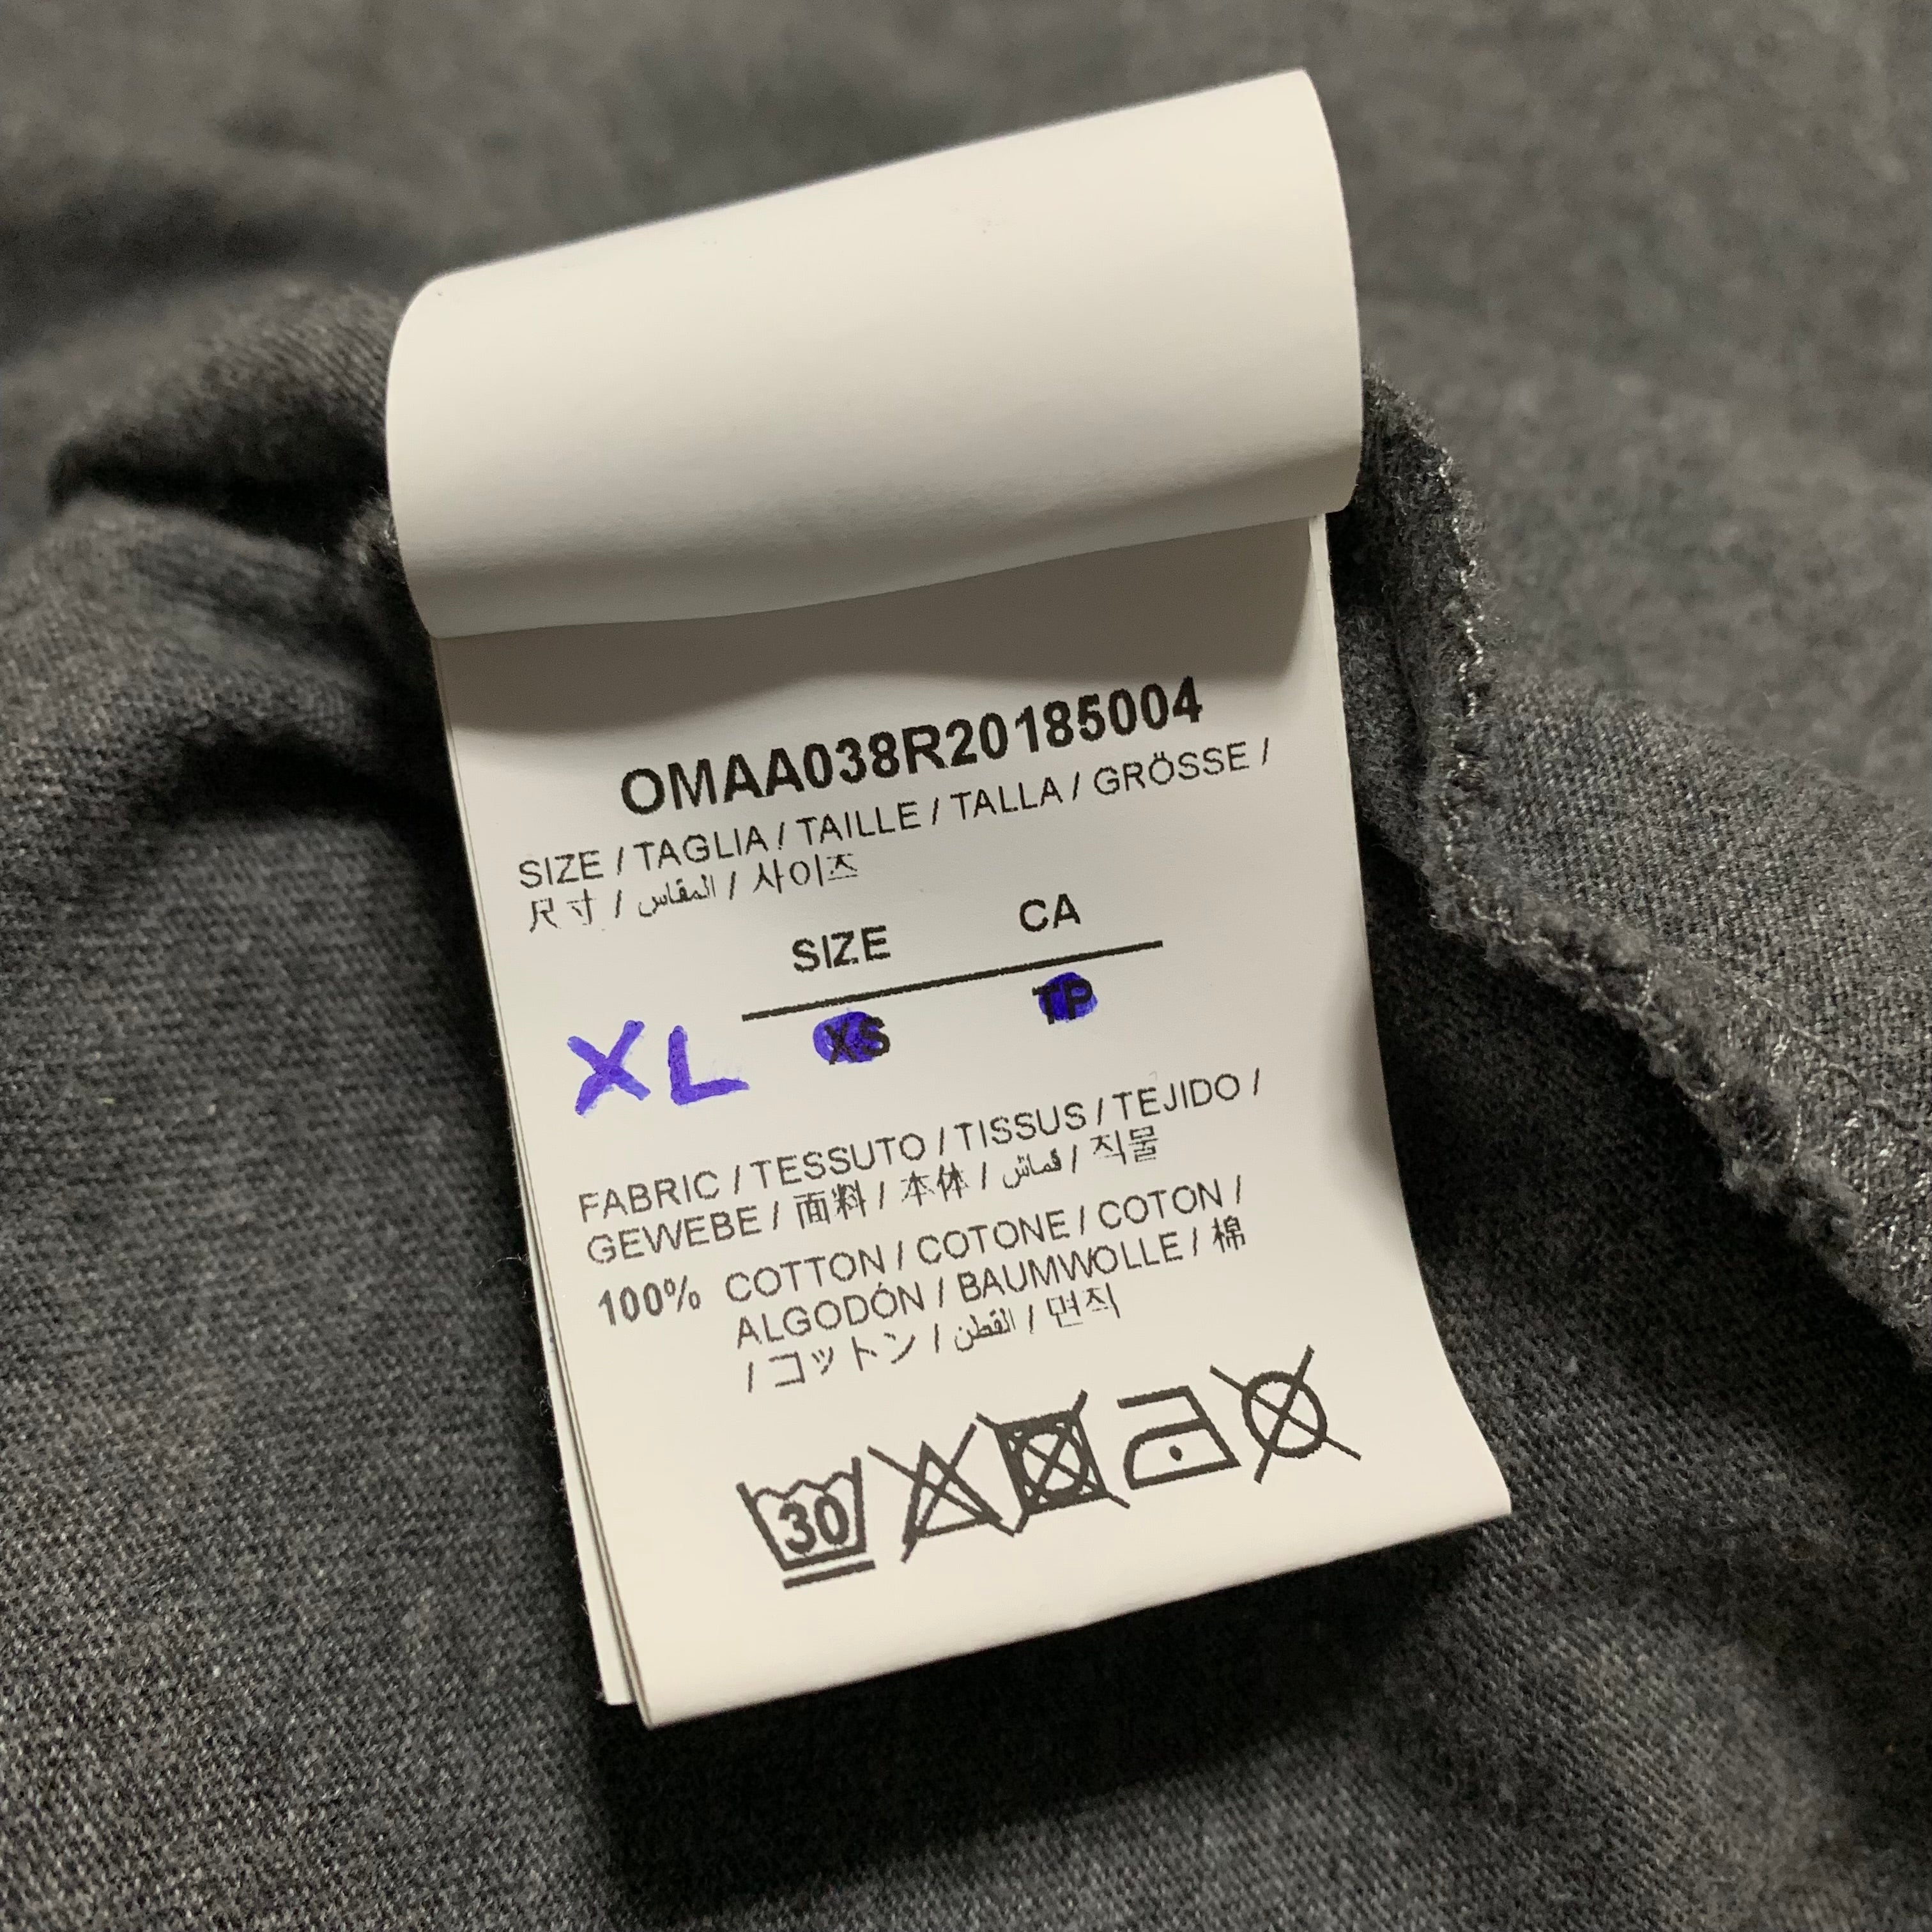 OMAA038R20185004
SIZE / TAGLIA / TAILLE / TALLA / GRÖSSE /
尺寸 / المقاس / 사이즈
SIZE CA
XL XS TP
FABRIC / TESSUTO / TISSUS / TEJIDO /
GEWEBE / 面料 / 本体 / قماش / 직물
100% COTTON / COTONE / COTON /
ALGODÓN / BAUMWOLLE / 棉
/ コットン / القطن / 면직
30